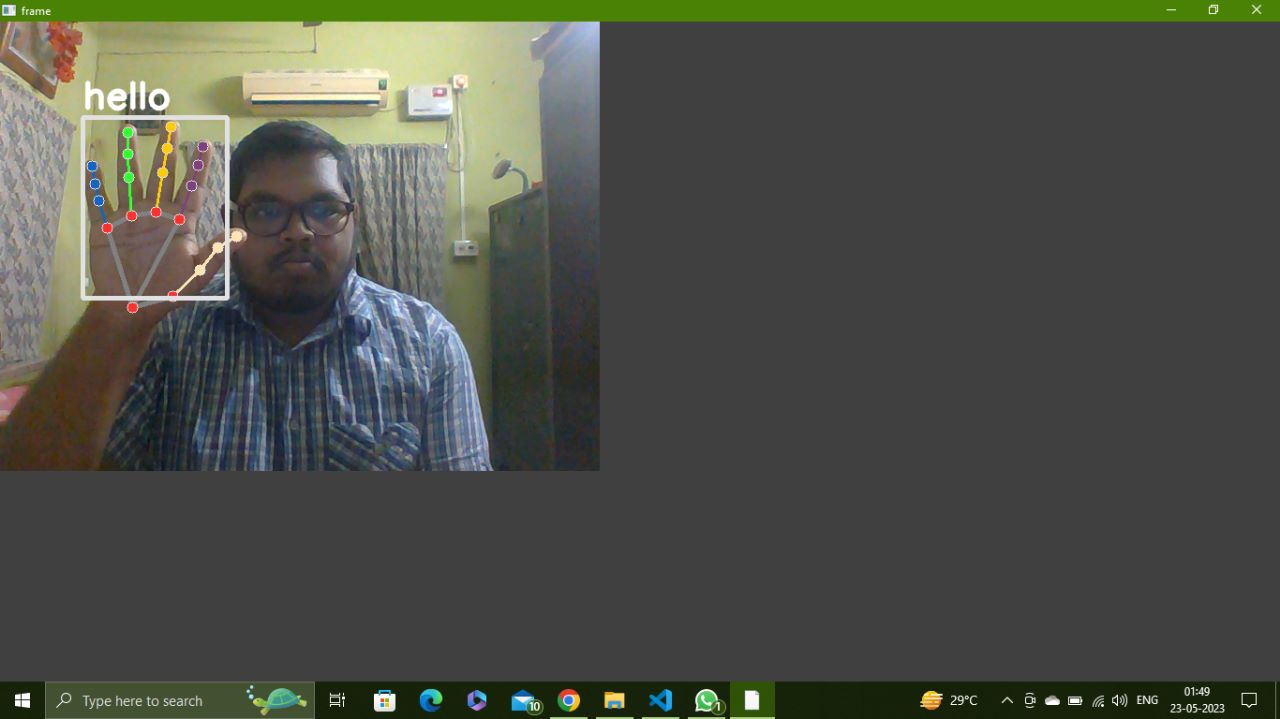 frame
hello
Type here to search
10
1
29°C
ENG
01:49
23-05-2023